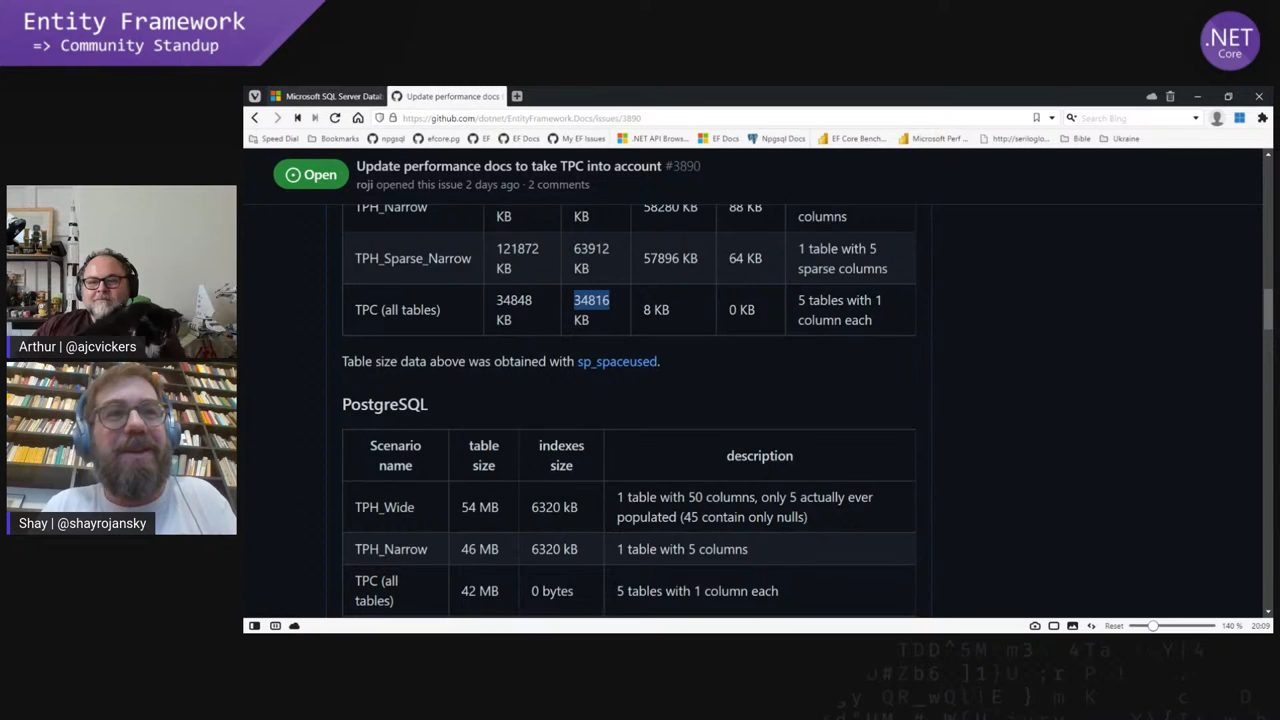 Entity Framework
=> Community Standup
.NET
Core
Microsoft SQL Server Datab
Update performance docs
https://github.com/dotnet/EntityFramework.Docs/issues/3890
Search Bing
Speed Dial
Bookmarks
npgsql
efcore.pg
EF
EF Docs
My EF Issues
.NET API Brows...
EF Docs
Npgsql Docs
EF Core Bench...
Microsoft Perf ...
http://seriloglo...
Bible
Ukraine
Open
Update performance docs to take TPC into account #3890
roji opened this issue 2 days ago · 2 comments
TPH_Narrow
KB
KB
58280 KB
88 KB
columns
TPH_Sparse_Narrow
121872
KB
63912
KB
57896 KB
64 KB
1 table with 5
sparse columns
TPC (all tables)
34848
KB
34816
KB
8 KB
0 KB
5 tables with 1
column each
Table size data above was obtained with sp_spaceused.
PostgreSQL
Scenario
name
table
size
indexes
size
description
TPH_Wide
54 MB
6320 kB
1 table with 50 columns, only 5 actually ever
populated (45 contain only nulls)
TPH_Narrow
46 MB
6320 kB
1 table with 5 columns
TPC (all
tables)
42 MB
0 bytes
5 tables with 1 column each
Reset
140 %
20:09
Arthur | @ajcvickers
Shay | @shayrojansky